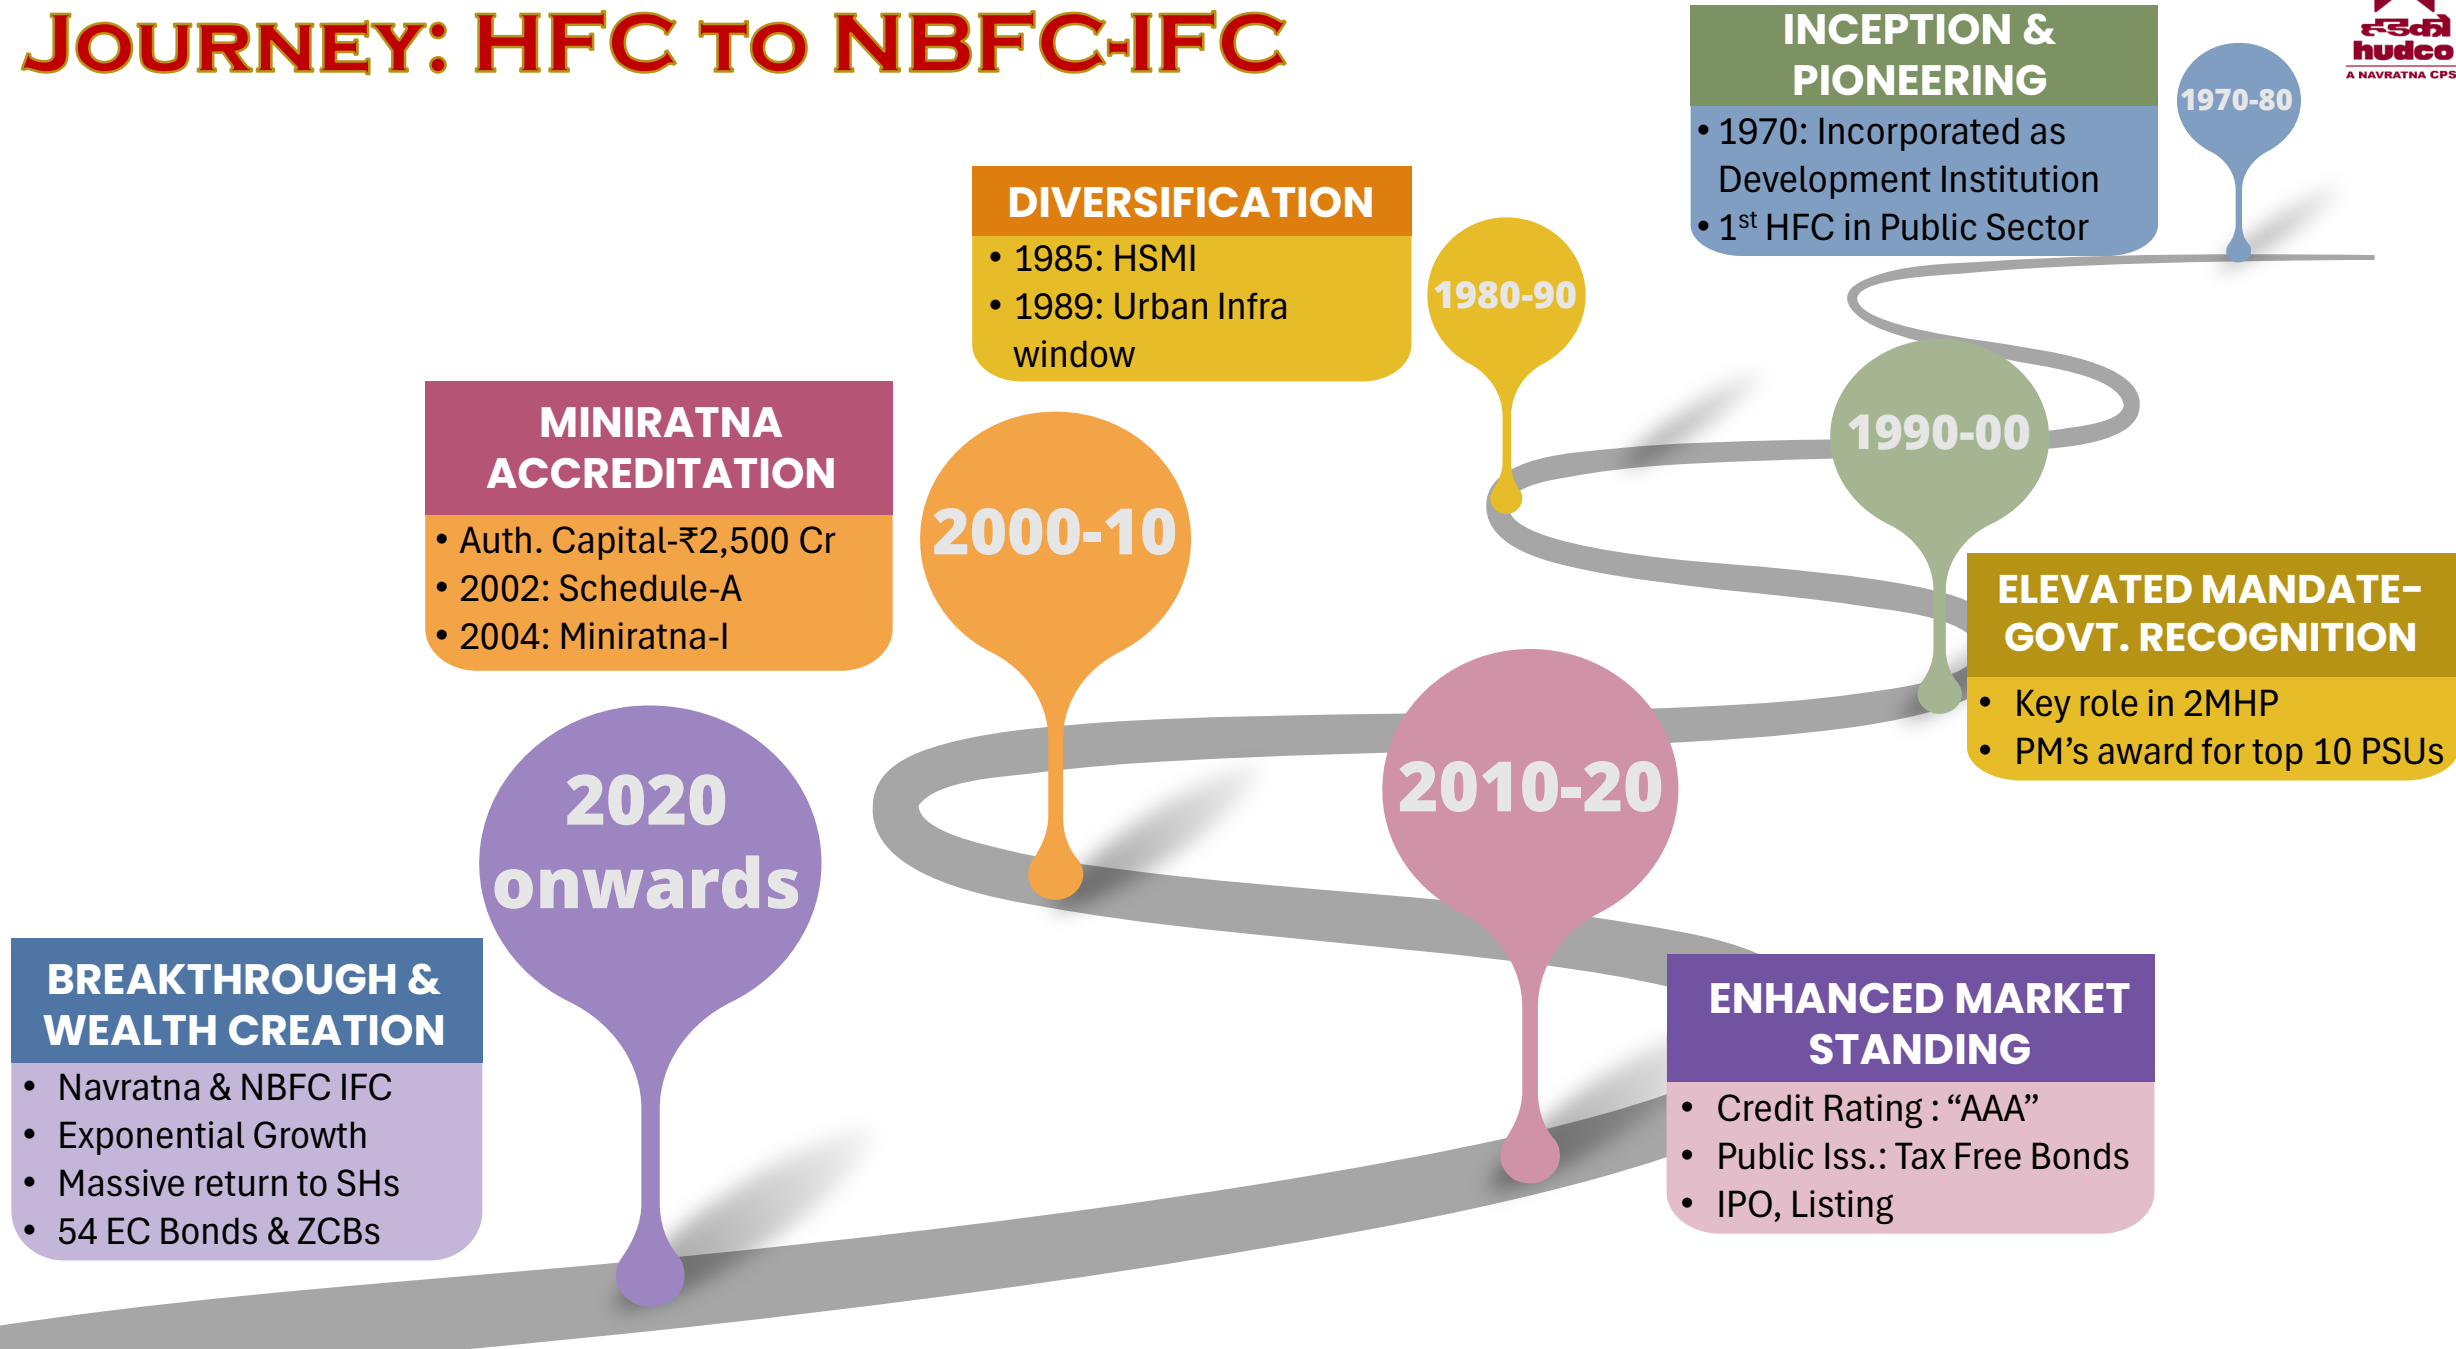 JOURNEY: HFC TO NBFC-IFC
हडको
hudco
A NAVRATNA CPS
INCEPTION &
PIONEERING
• 1970: Incorporated as
Development Institution
• 1st HFC in Public Sector
1970-80
DIVERSIFICATION
• 1985: HSMI
• 1989: Urban Infra
window
1980-90
1990-00
ELEVATED MANDATE-
GOVT. RECOGNITION
• Key role in 2MHP
• PM’s award for top 10 PSUs
MINIRATNA
ACCREDITATION
• Auth. Capital-₹2,500 Cr
• 2002: Schedule-A
• 2004: Miniratna-I
2000-10
2010-20
ENHANCED MARKET
STANDING
• Credit Rating : “AAA”
• Public Iss.: Tax Free Bonds
• IPO, Listing
2020
onwards
BREAKTHROUGH &
WEALTH CREATION
• Navratna & NBFC IFC
• Exponential Growth
• Massive return to SHs
• 54 EC Bonds & ZCBs